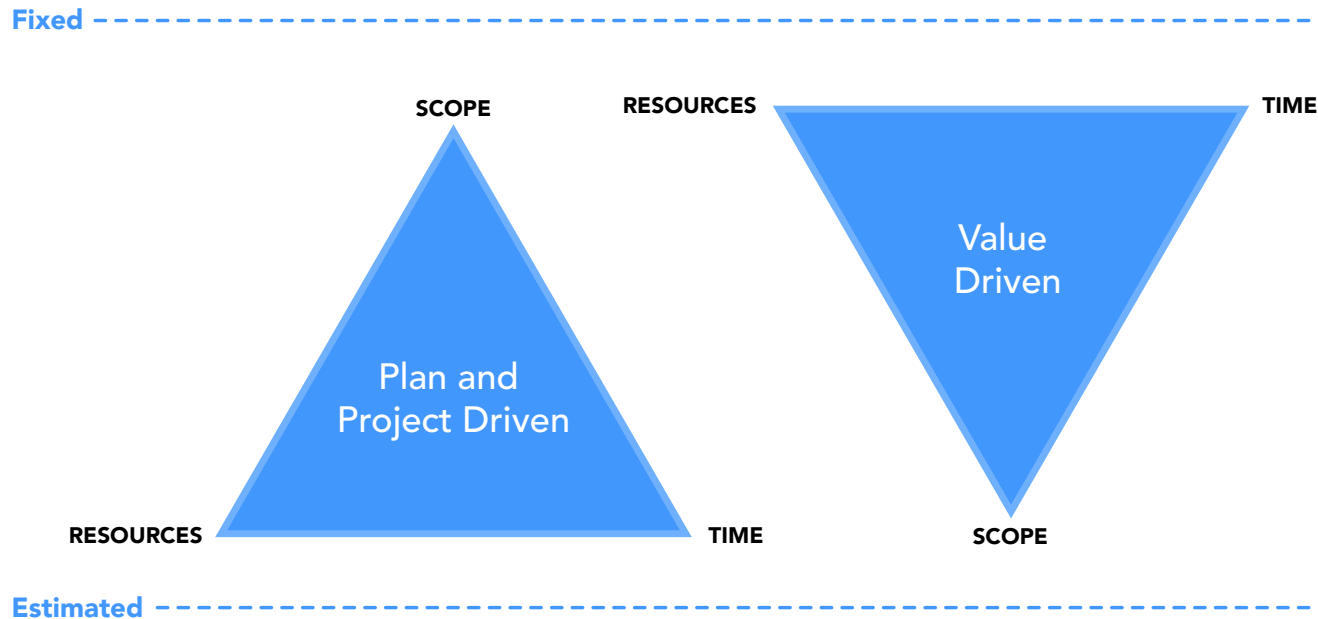 Fixed
SCOPE
RESOURCES
TIME
Value
Driven
Plan and
Project Driven
RESOURCES
TIME
SCOPE
Estimated